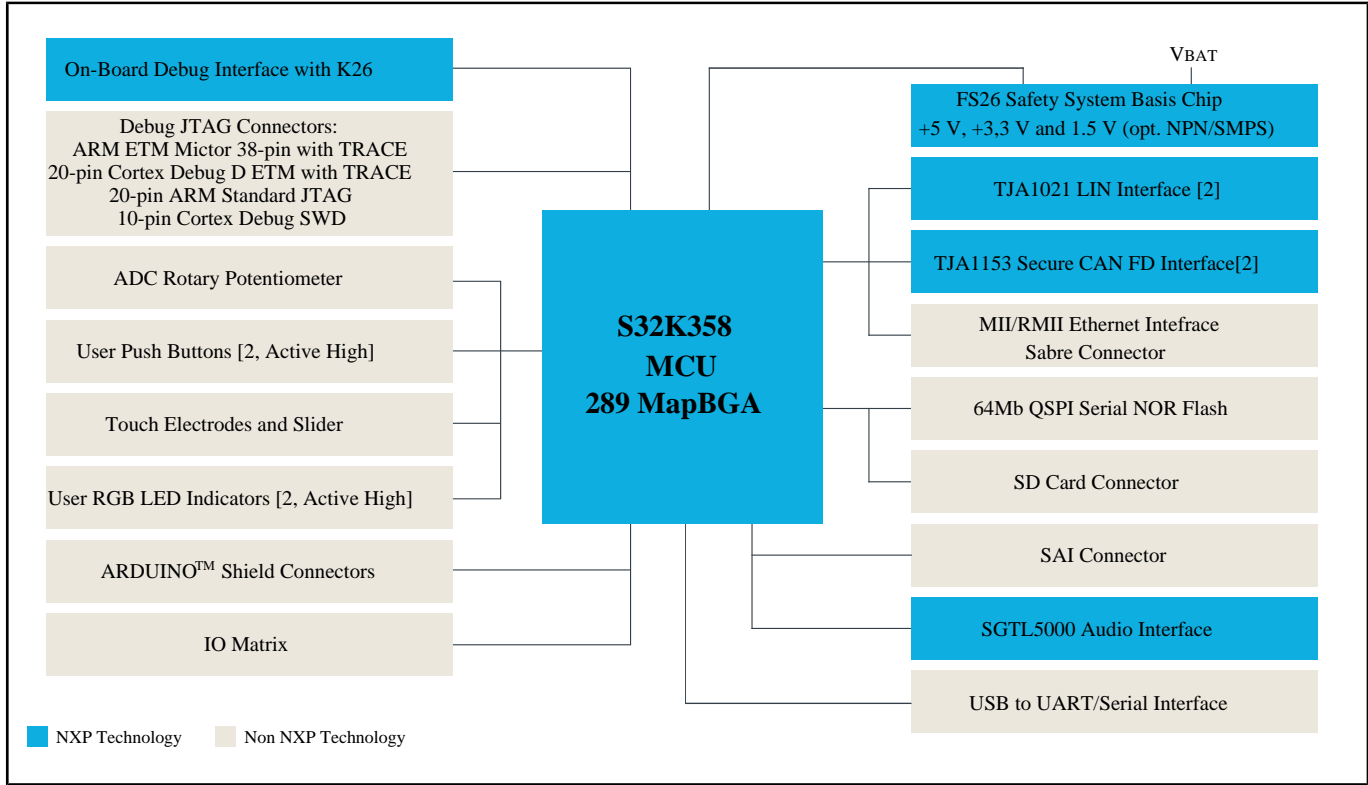 On-Board Debug Interface with K26
Debug JTAG Connectors:
ARM ETM Mictor 38-pin with TRACE
20-pin Cortex Debug D ETM with TRACE
20-pin ARM Standard JTAG
10-pin Cortex Debug SWD
ADC Rotary Potentiometer
User Push Buttons [2, Active High]
Touch Electrodes and Slider
User RGB LED Indicators [2, Active High]
ARDUINO™ Shield Connectors
IO Matrix
S32K358
MCU
289 MapBGA
VBAT
FS26 Safety System Basis Chip
+5 V, +3,3 V and 1.5 V (opt. NPN/SMPS)
TJA1021 LIN Interface [2]
TJA1153 Secure CAN FD Interface[2]
MII/RMII Ethernet Intefrace
Sabre Connector
64Mb QSPI Serial NOR Flash
SD Card Connector
SAI Connector
SGTL5000 Audio Interface
USB to UART/Serial Interface
NXP Technology
Non NXP Technology